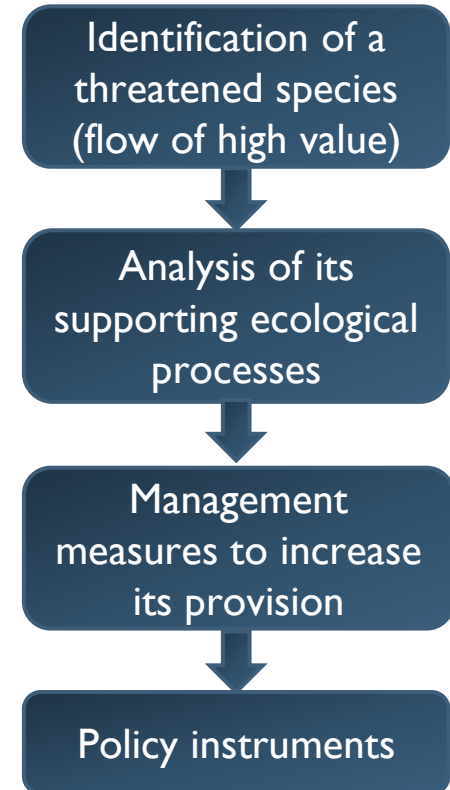 Identification of a
threatened species
(flow of high value)
Analysis of its
supporting ecological
processes
Management
measures to increase
its provision
Policy instruments